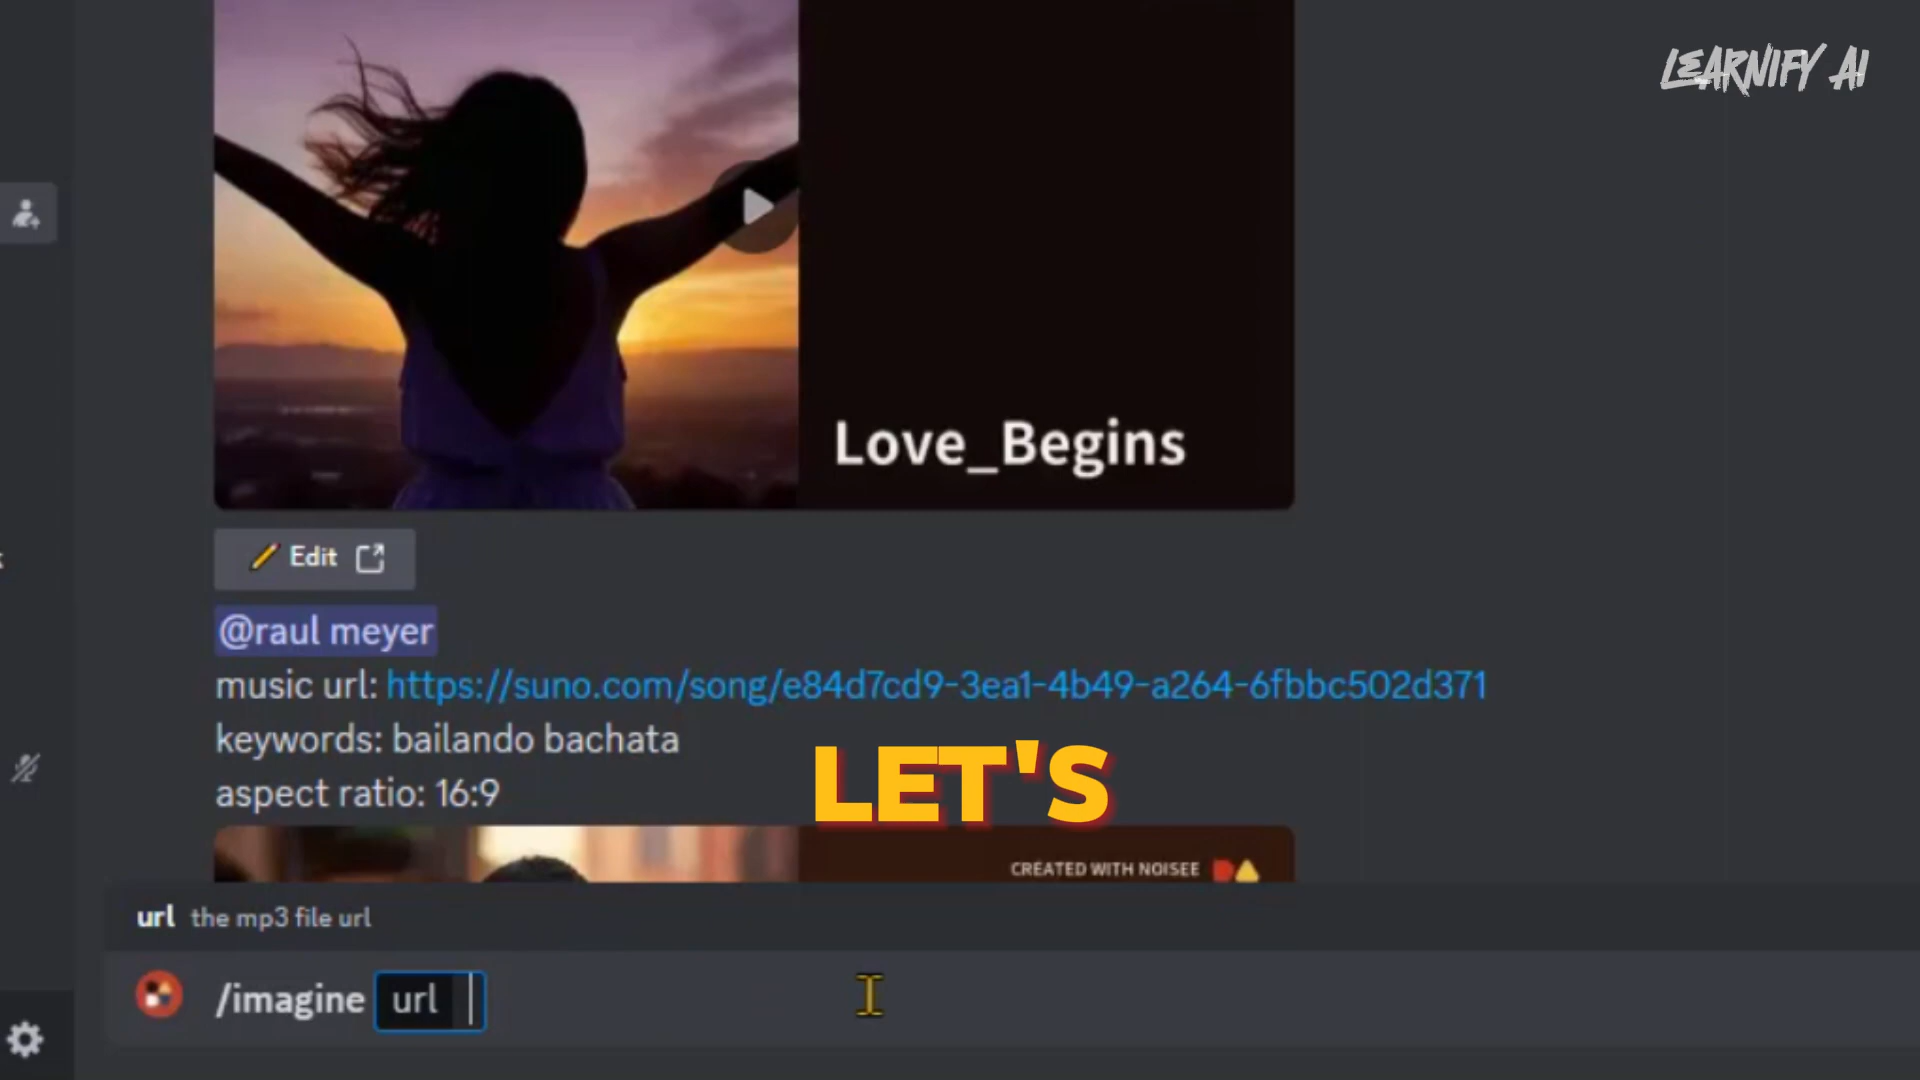 LEARNIFY AI
Love_Begins
Edit
@raul meyer
music url: https://suno.com/song/e84d7cd9-3ea1-4b49-a264-6fbbc502d371
keywords: bailando bachata
aspect ratio: 16:9
LET'S
CREATED WITH NOISEE
url the mp3 file url
/imagine url